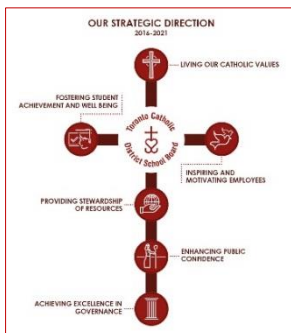 OUR STRATEGIC DIRECTION
2016-2021
LIVING OUR CATHOLIC VALUES
FOSTERING STUDENT
ACHIEVEMENT AND WELL BEING
Toronto Catholic
District School Board
INSPIRING AND
MOTIVATING EMPLOYEES
PROVIDING STEWARDSHIP
OF RESOURCES
ENHANCING PUBLIC
CONFIDENCE
ACHIEVING EXCELLENCE IN
GOVERNANCE